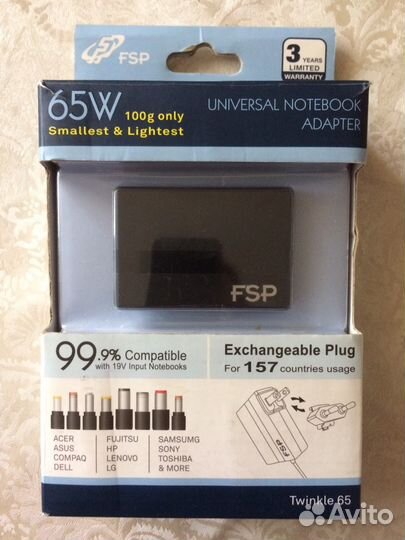 FSP
3
YEARS
LIMITED
WARRANTY
65W 100g only
Smallest & Lightest
UNIVERSAL NOTEBOOK
ADAPTER
FSP
99.9% Compatible
with 19V Input Notebooks
ACER
ASUS
COMPAQ
DELL
FUJITSU
HP
LENOVO
LG
SAMSUMG
SONY
TOSHIBA
& MORE
Exchangeable Plug
For 157 countries usage
FSP
Twinkle 65
Avito